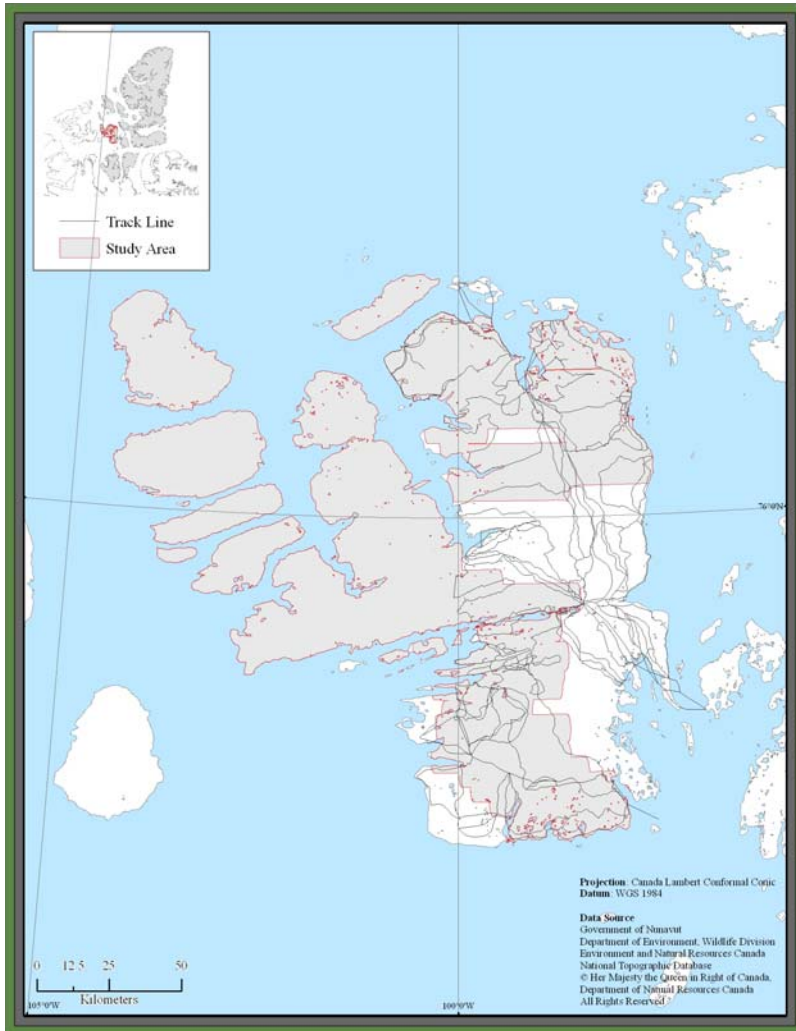 Track Line
Study Area
76°0'N
Projection: Canada Lambert Conformal Conic
Datum: WGS 1984
Data Source
Government of Nunavut
Department of Environment, Wildlife Division
Environment and Natural Resources Canada
National Topographic Database
© Her Majesty the Queen in Right of Canada,
Department of Natural Resources Canada
All Rights Reserved
0 12.5 25 50
Kilometers
105°0'W 100°0'W